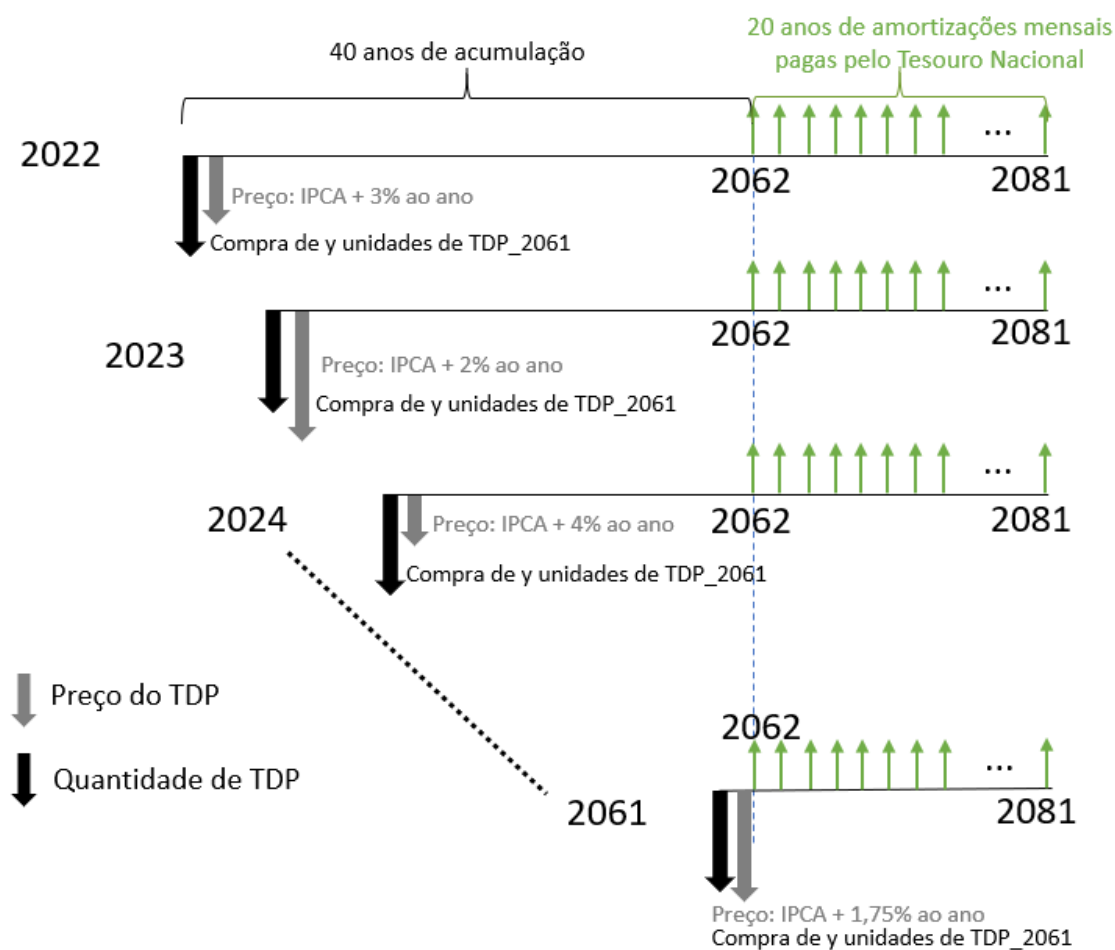 20 anos de amortizações mensais
pagas pelo Tesouro Nacional
40 anos de acumulação
...
2022
2062
2081
Preço: IPCA + 3% ao ano
Compra de y unidades de TDP_2061
...
2062
2081
2023
Preço: IPCA + 2% ao ano
Compra de y unidades de TDP_2061
...
2024
2062
2081
Preço: IPCA + 4% ao ano
Compra de y unidades de TDP_2061
Preço do TDP
2062
Quantidade de TDP
...
2061
2081
Preço: IPCA + 1,75% ao ano
Compra de y unidades de TDP_2061